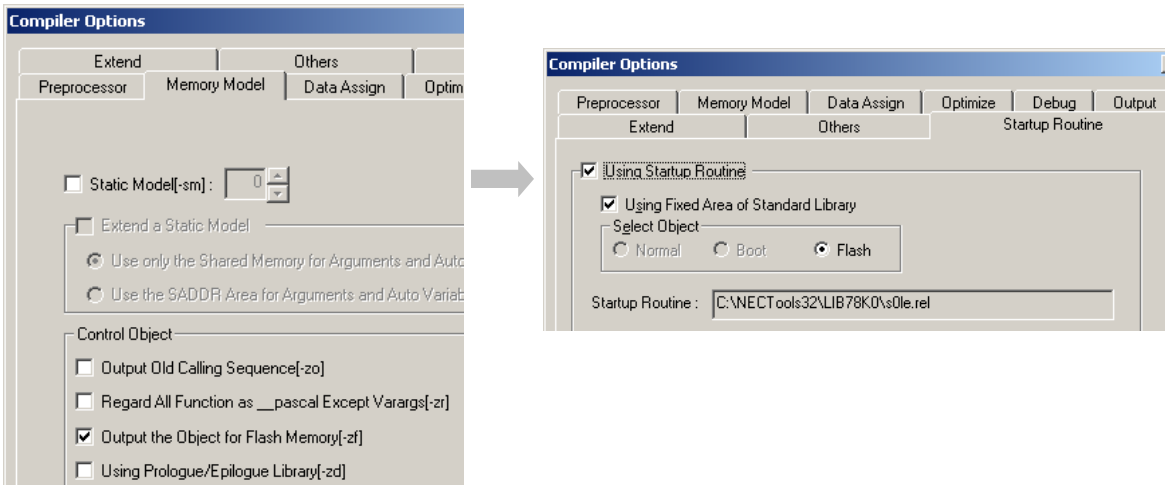 Compiler Options
Extend
Others
Preprocessor
Memory Model
Data Assign
Optim
Static Model[-sm] :
0
Extend a Static Model
Use only the Shared Memory for Arguments and Auto
Use the SADDR Area for Arguments and Auto Variab
Control Object
Output Old Calling Sequence[-zo]
Regard All Function as __pascal Except Varargs[-zr]
Output the Object for Flash Memory[-zf]
Using Prologue/Epilogue Library[-zd]
Compiler Options
Preprocessor
Memory Model
Data Assign
Optimize
Debug
Output
Extend
Others
Startup Routine
Using Startup Routine
Using Fixed Area of Standard Library
Select Object
Normal
Boot
Flash
Startup Routine :
C:\NECTools32\LIB78K0\s0le.rel